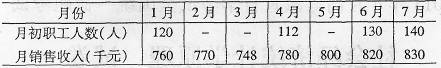 月份 1月 2月 3月 4月 5月 6月 7月
月初职工人数(人) 120 - - 112 - 130 140
月销售收人(千元) 760 770 748 780 800 820 830